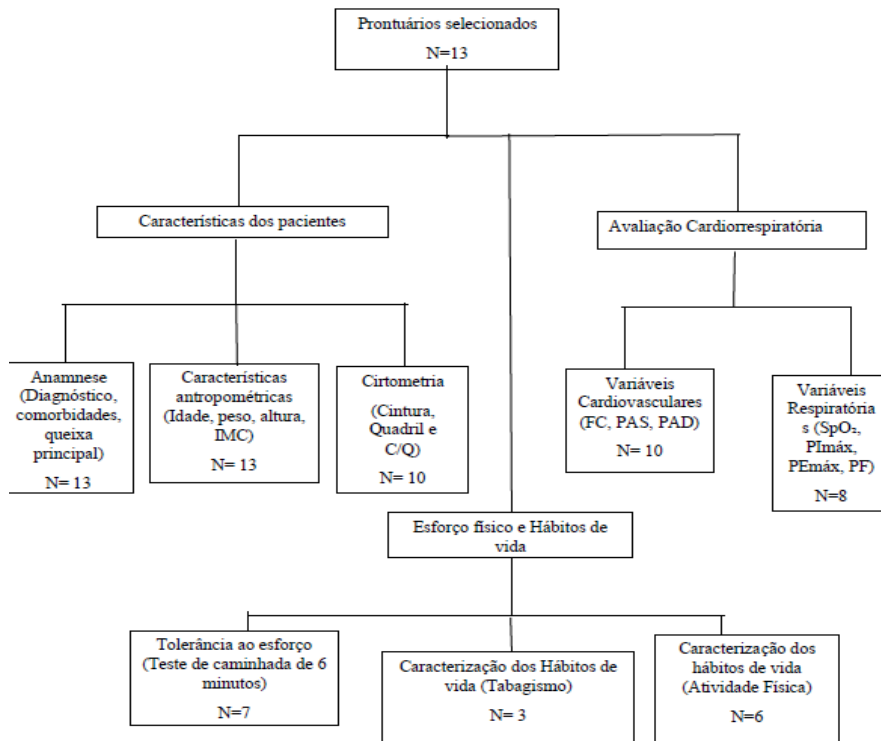 Prontuários selecionados
N=13
Características dos pacientes
Avaliação Cardiorrespiratória
Anamnese
(Diagnóstico,
comorbidades,
queixa
principal)
N= 13
Características
antropométricas
(Idade, peso, altura,
IMC)
N= 13
Cirtometria
(Cintura,
Quadril e
C/Q)
N= 10
Variáveis
Cardiovasculares
(FC, PAS, PAD)
N= 10
Variáveis
Respiratória
s (SpO₂,
PImáx,
PEmáx, PF)
N=8
Esforço físico e Hábitos de
vida
Tolerância ao esforço
(Teste de caminhada de 6
minutos)
N=7
Caracterização dos Hábitos de
vida (Tabagismo)
N= 3
Caracterização dos
hábitos de vida
(Atividade Física)
N=6